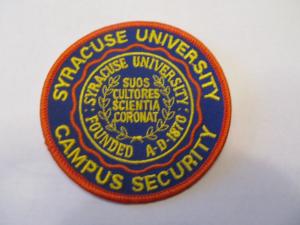 SYRACUSE UNIVERSITY
SYRACUSE UNIVERSITY
SUOS
CULTORES
SCIENTIA
CORONAT
FOUNDED A·D·1870
CAMPUS SECURITY